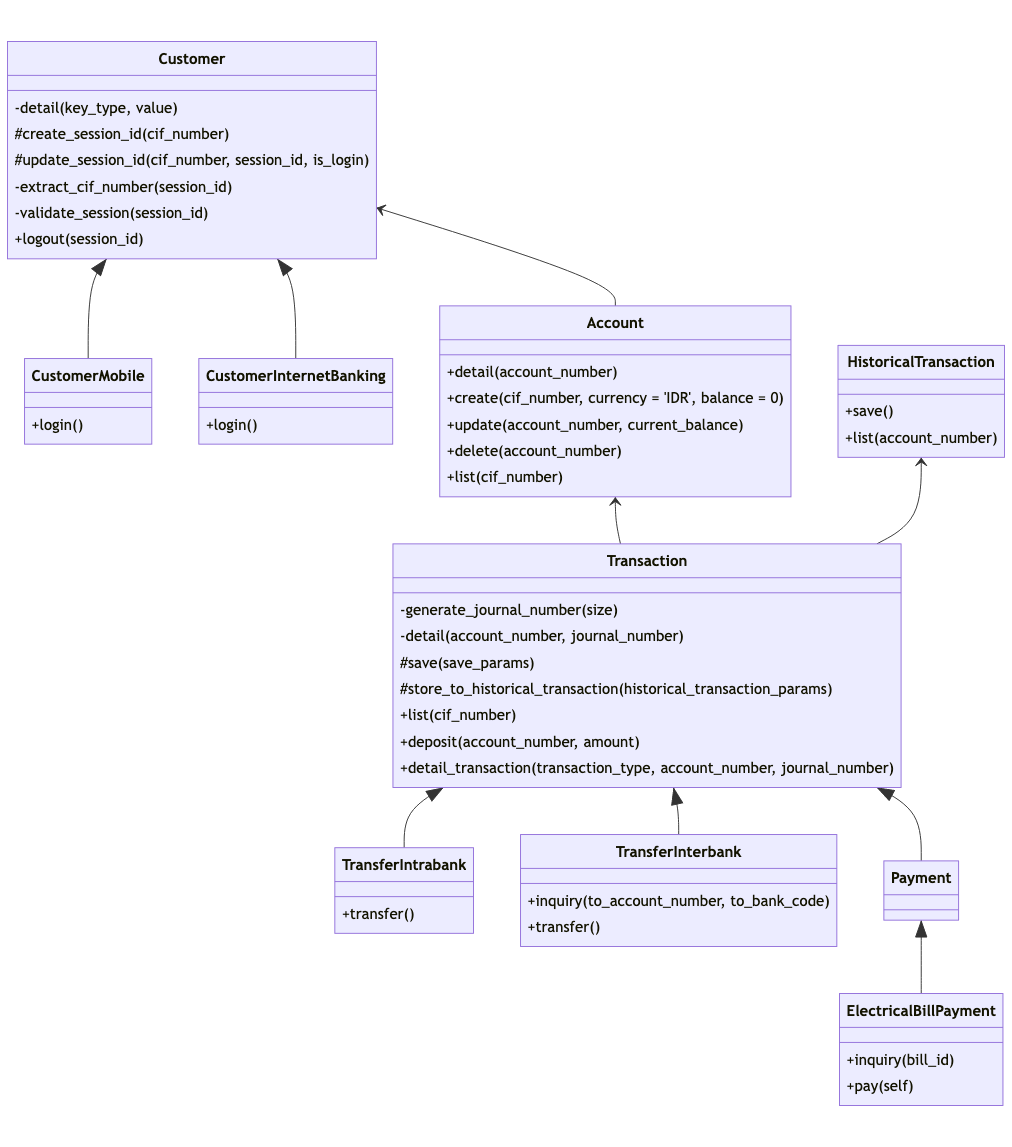 Customer
-detail(key_type, value)
#create_session_id(cif_number)
#update_session_id(cif_number, session_id, is_login)
-extract_cif_number(session_id)
-validate_session(session_id)
+logout(session_id)
CustomerMobile
+login()
CustomerInternetBanking
+login()
Account
+detail(account_number)
+create(cif_number, currency = 'IDR', balance = 0)
+update(account_number, current_balance)
+delete(account_number)
+list(cif_number)
HistoricalTransaction
+save()
+list(account_number)
Transaction
-generate_journal_number(size)
-detail(account_number, journal_number)
#save(save_params)
#store_to_historical_transaction(historical_transaction_params)
+list(cif_number)
+deposit(account_number, amount)
+detail_transaction(transaction_type, account_number, journal_number)
TransferIntrabank
+transfer()
TransferInterbank
+inquiry(to_account_number, to_bank_code)
+transfer()
Payment
ElectricalBillPayment
+inquiry(bill_id)
+pay(self)